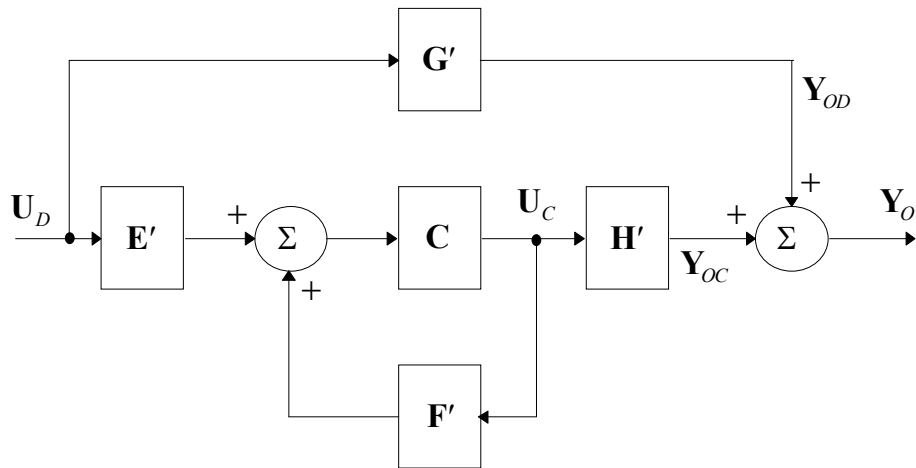 G′
Y_OD
+
U_D
E′
+
Σ
+
C
U_C
H′
Y_OC
+
Σ
Y_O
F′